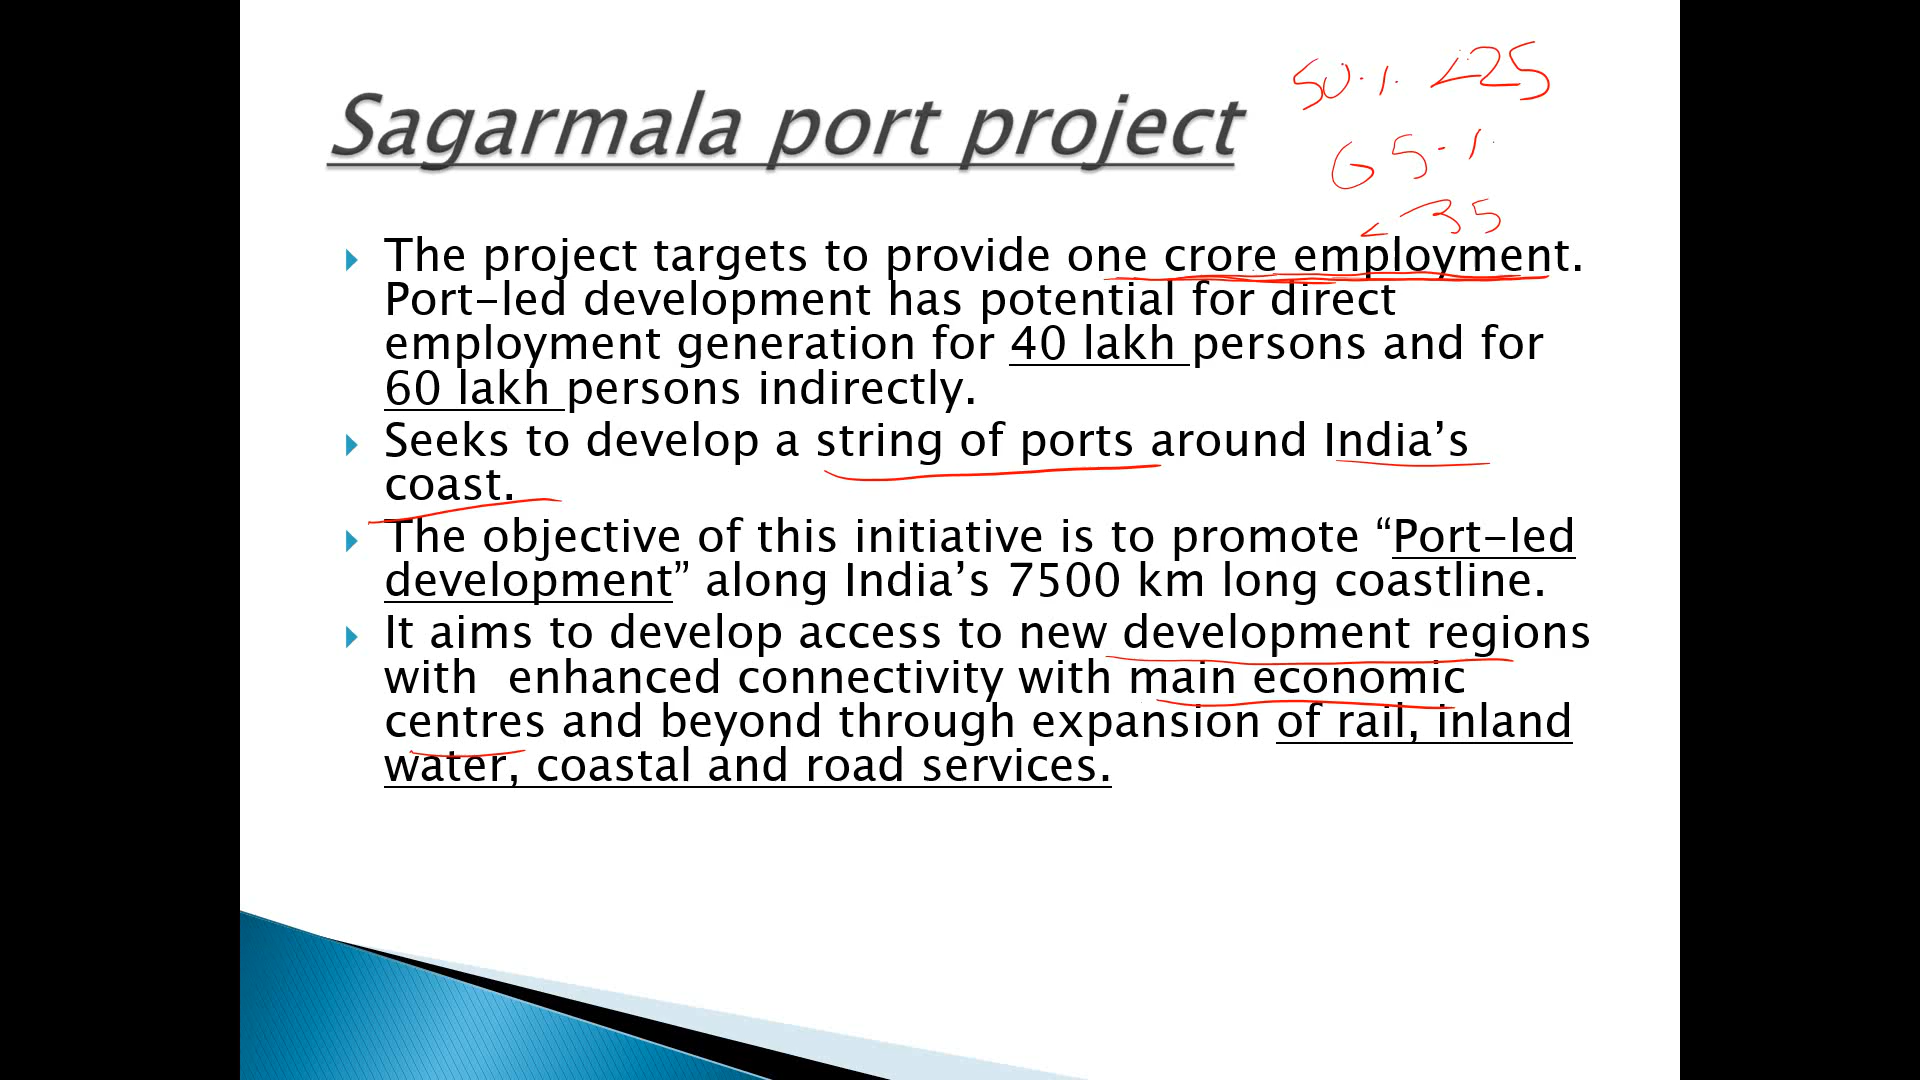 50·/. <25
Sagarmala port project
65·/.
<35
The project targets to provide one crore employment.
Port-led development has potential for direct
employment generation for 40 lakh persons and for
60 lakh persons indirectly.
Seeks to develop a string of ports around India’s
coast.
The objective of this initiative is to promote “Port-led
development” along India’s 7500 km long coastline.
It aims to develop access to new development regions
with  enhanced connectivity with main economic
centres and beyond through expansion of rail, inland
water, coastal and road services.